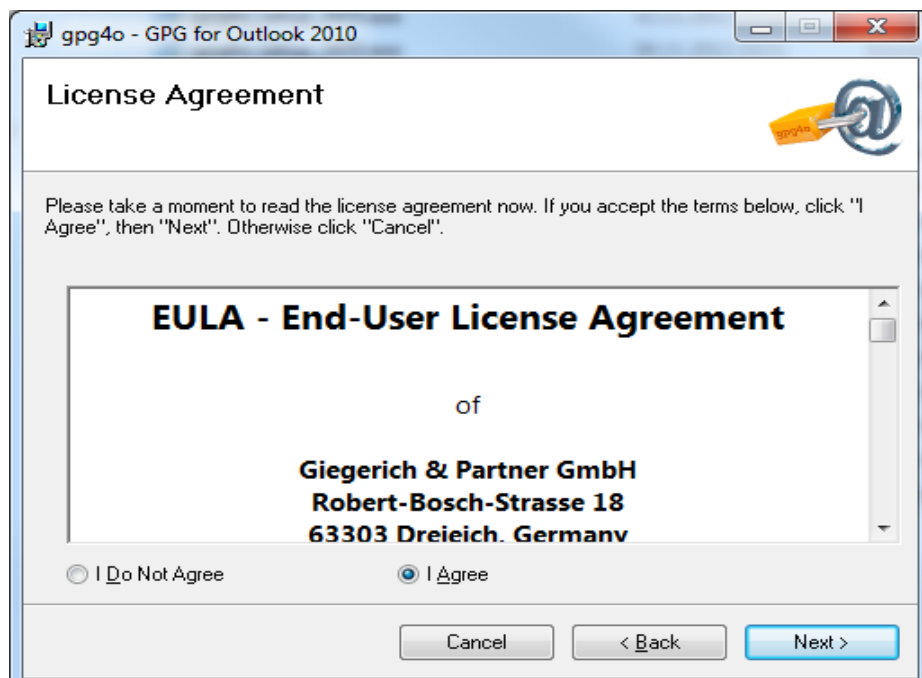 gpg4o - GPG for Outlook 2010
License Agreement
gpg4o
Please take a moment to read the license agreement now. If you accept the terms below, click "I
Agree", then "Next". Otherwise click "Cancel".
EULA - End-User License Agreement
of
Giegerich & Partner GmbH
Robert-Bosch-Strasse 18
63303 Dreieich, Germany
I Do Not Agree
I Agree
Cancel
< Back
Next >